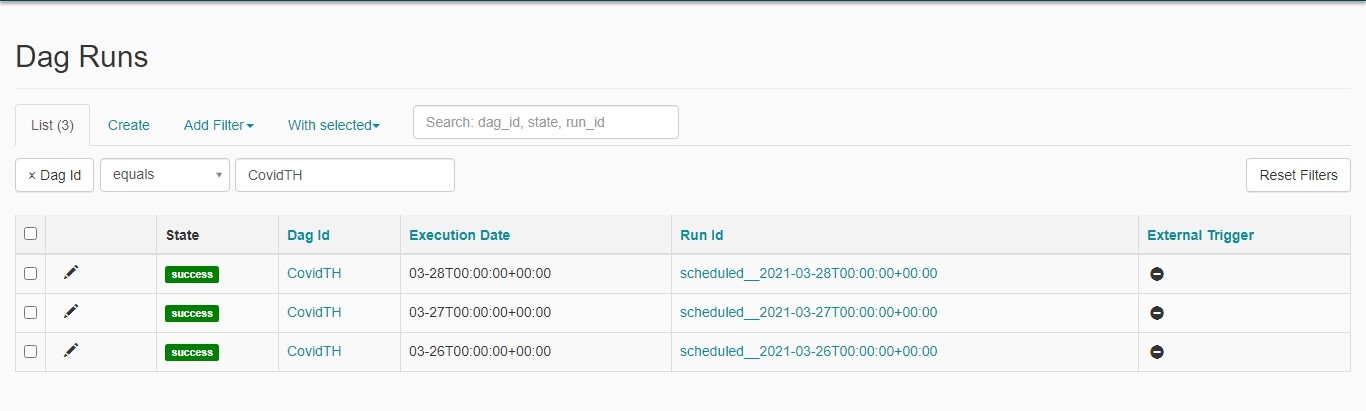 Dag Runs
List (3) Create Add Filter With selected Search: dag_id, state, run_id
× Dag Id equals CovidTH Reset Filters
State Dag Id Execution Date Run Id External Trigger
success CovidTH 03-28T00:00:00+00:00 scheduled__2021-03-28T00:00:00+00:00
success CovidTH 03-27T00:00:00+00:00 scheduled__2021-03-27T00:00:00+00:00
success CovidTH 03-26T00:00:00+00:00 scheduled__2021-03-26T00:00:00+00:00